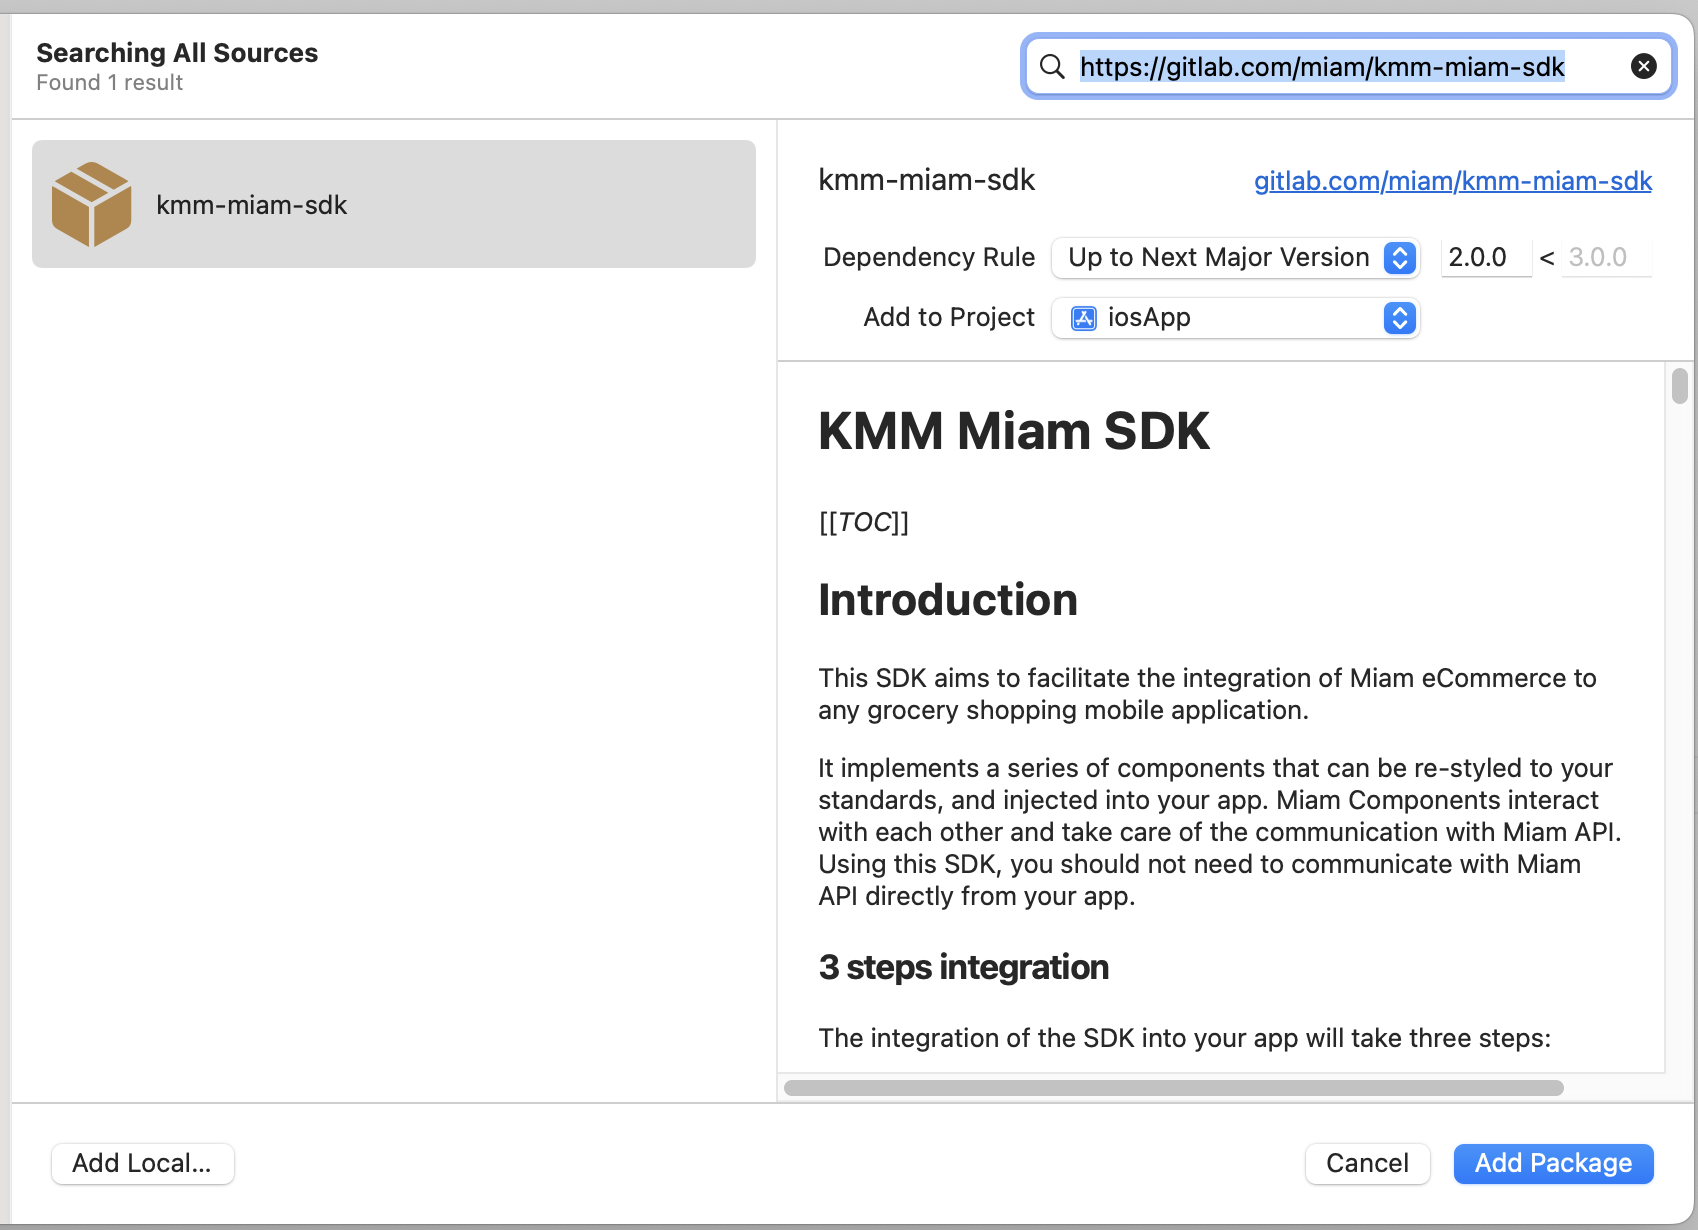 Searching All Sources
Found 1 result
https://gitlab.com/miam/kmm-miam-sdk
kmm-miam-sdk
kmm-miam-sdk
gitlab.com/miam/kmm-miam-sdk
Dependency Rule Up to Next Major Version 2.0.0 < 3.0.0
Add to Project iosApp
KMM Miam SDK
[[TOC]]
Introduction
This SDK aims to facilitate the integration of Miam eCommerce to
any grocery shopping mobile application.
It implements a series of components that can be re-styled to your
standards, and injected into your app. Miam Components interact
with each other and take care of the communication with Miam API.
Using this SDK, you should not need to communicate with Miam
API directly from your app.
3 steps integration
The integration of the SDK into your app will take three steps:
Add Local...
Cancel
Add Package